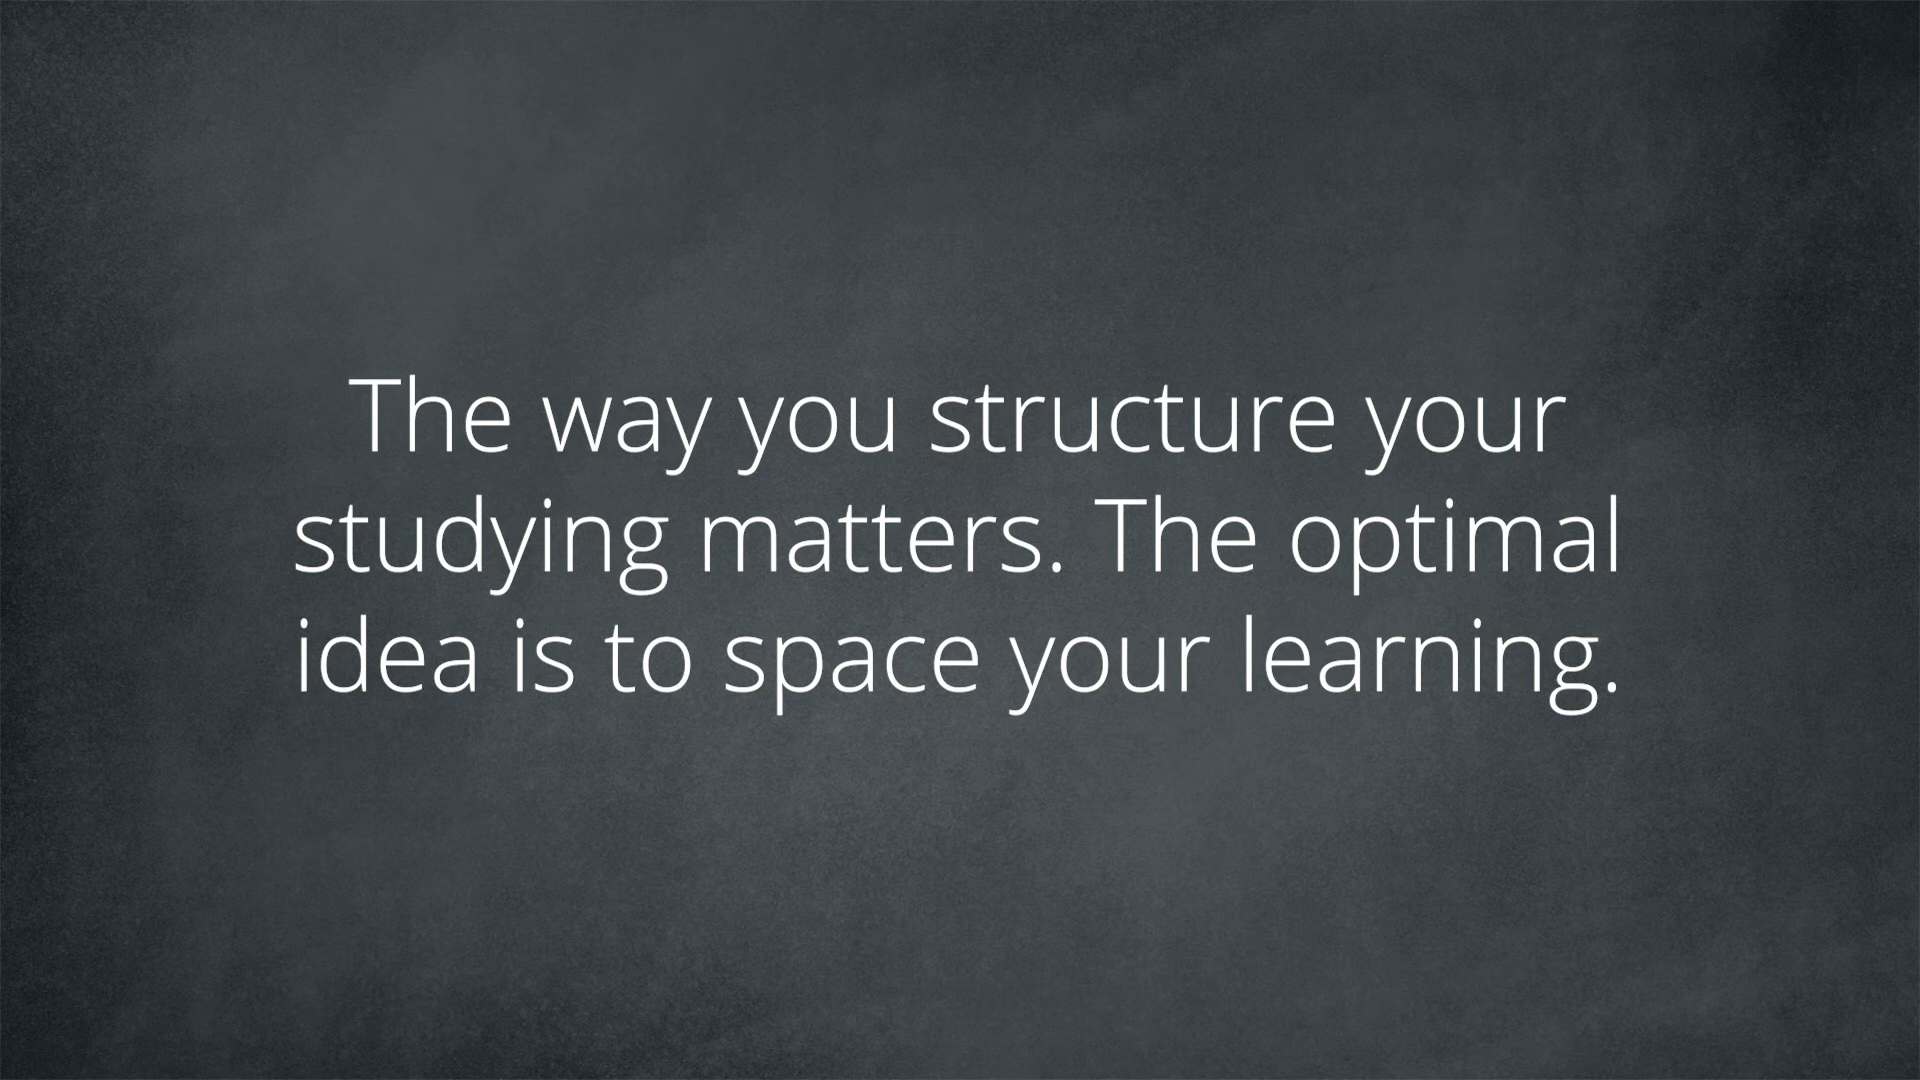 The way you structure your
studying matters. The optimal
idea is to space your learning.